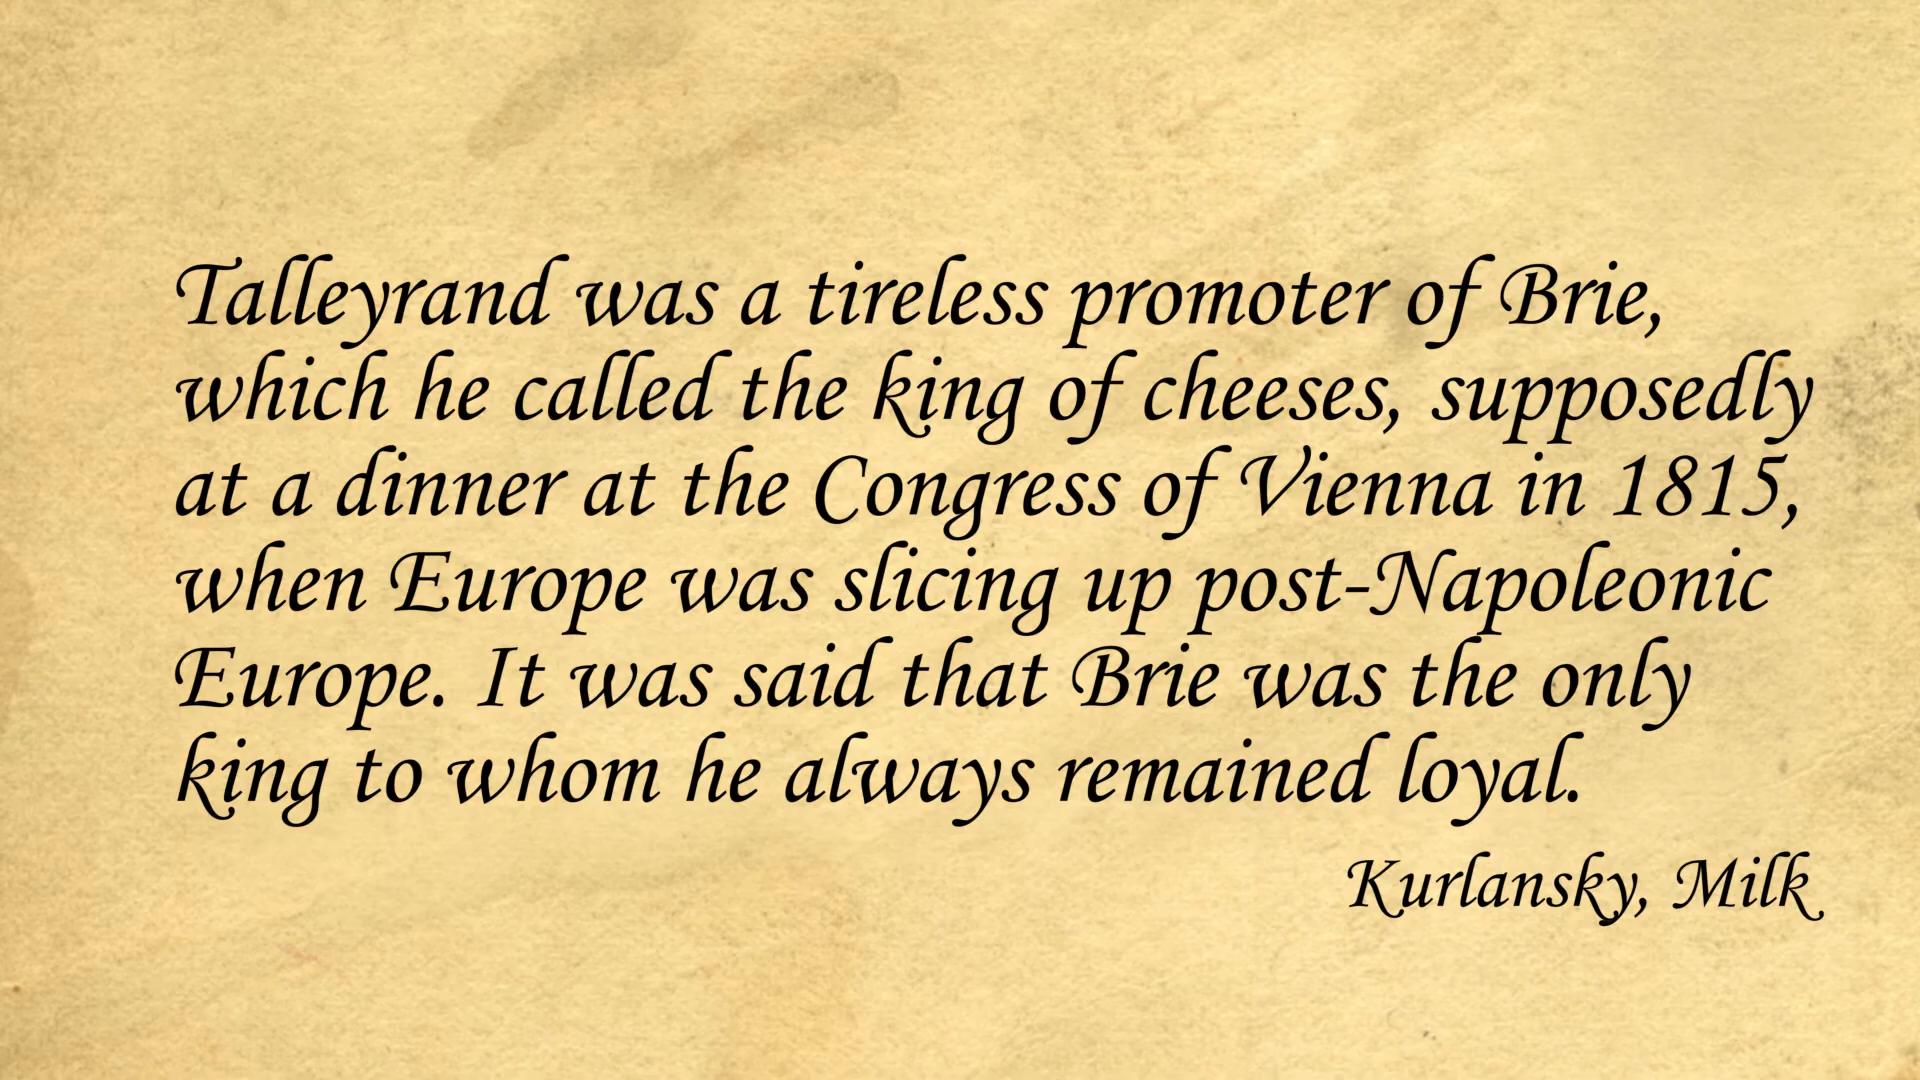 Talleyrand was a tireless promoter of Brie,
which he called the king of cheeses, supposedly
at a dinner at the Congress of Vienna in 1815,
when Europe was slicing up post-Napoleonic
Europe. It was said that Brie was the only
king to whom he always remained loyal.
Kurlansky, Milk